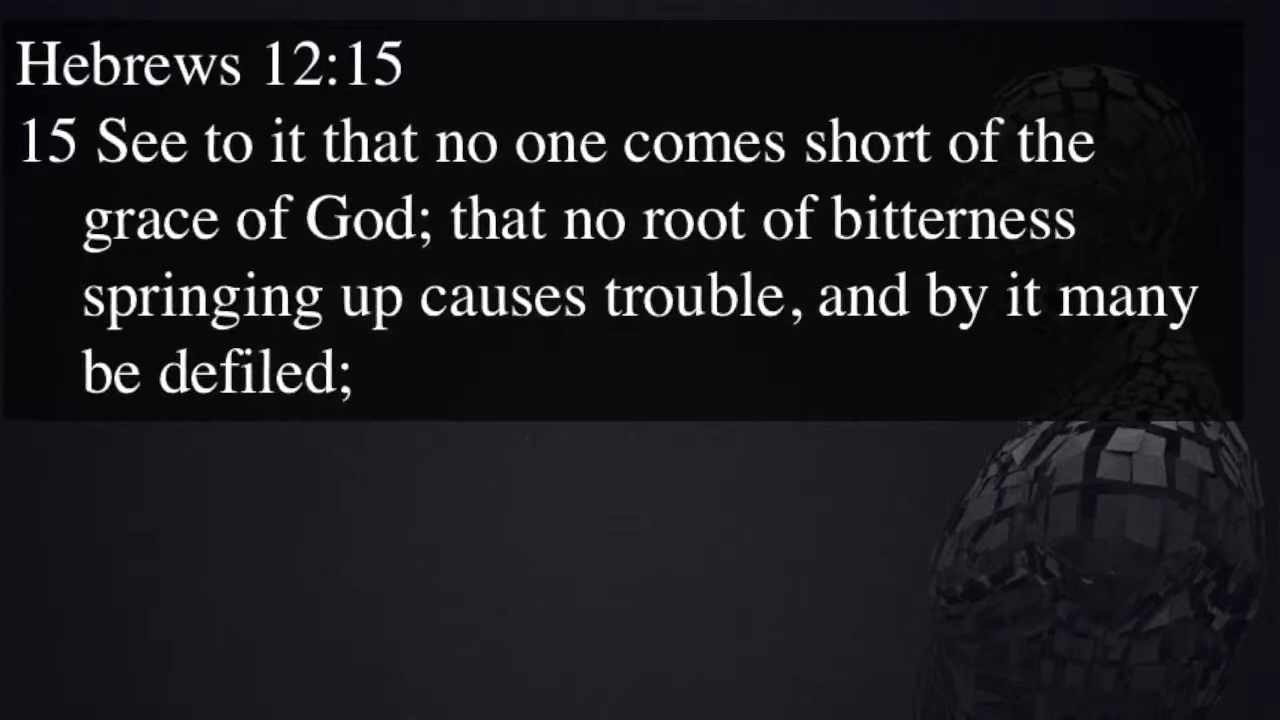 Hebrews 12:15
15 See to it that no one comes short of the
grace of God; that no root of bitterness
springing up causes trouble, and by it many
be defiled;